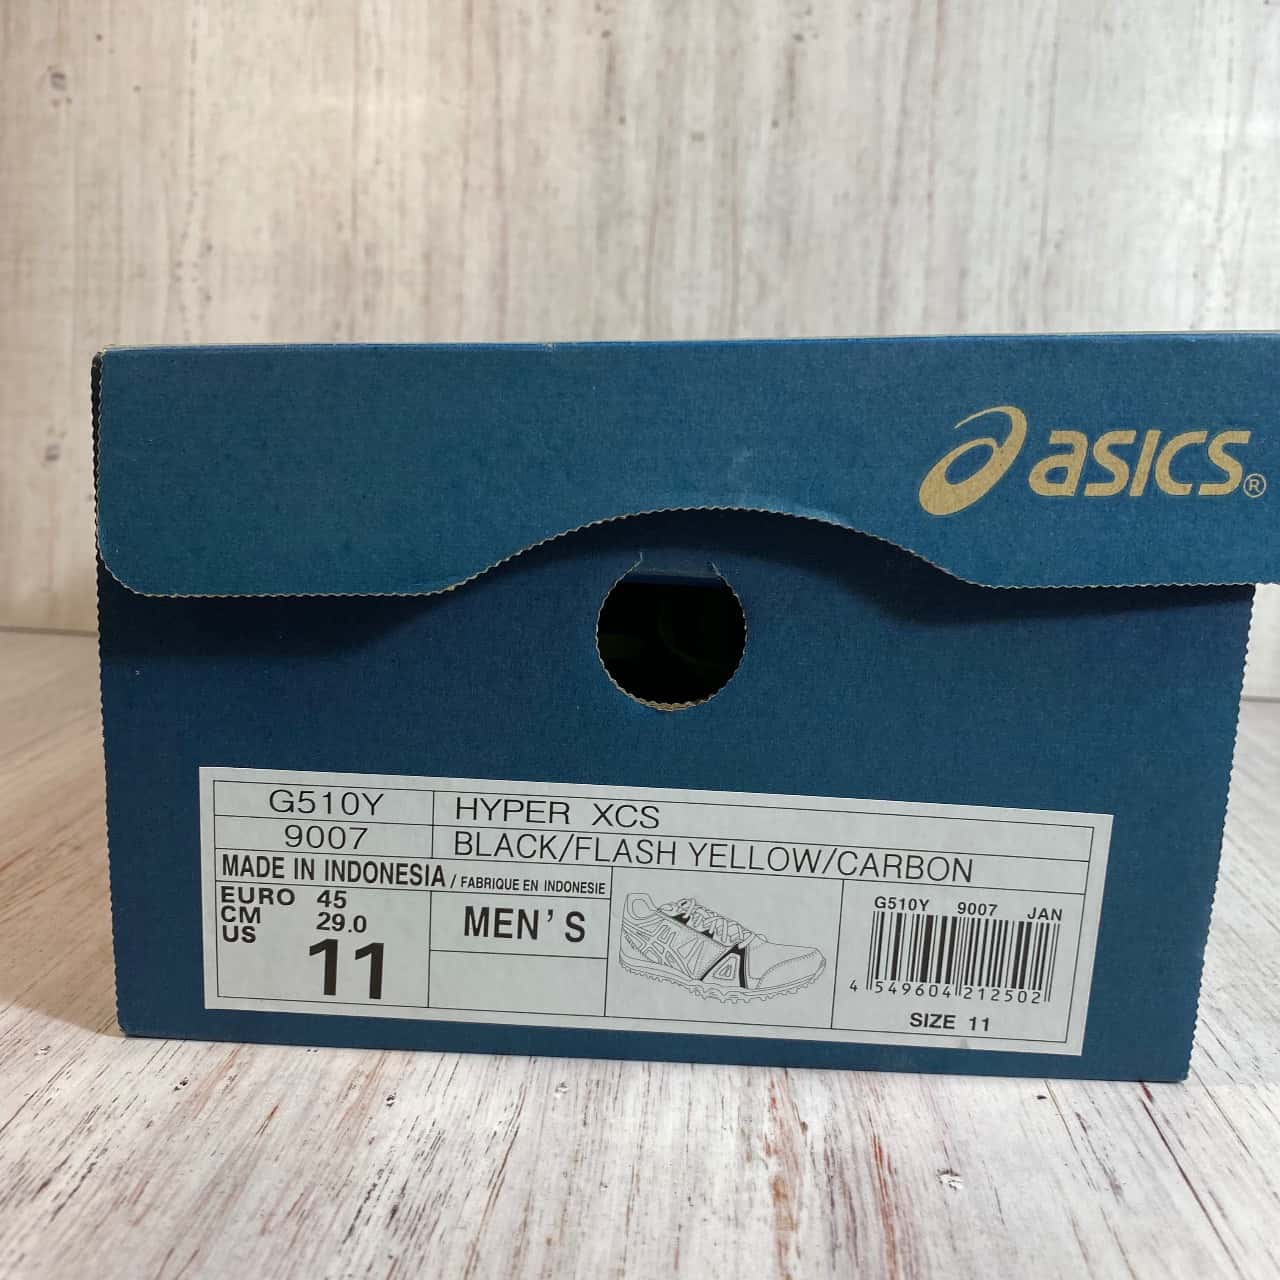 asics®
G510Y HYPER XCS
9007 BLACK/FLASH YELLOW/CARBON
MADE IN INDONESIA / FABRIQUE EN INDONESIE
EURO 45
CM 29.0
US 11
MEN'S
G510Y 9007 JAN
4 549604 212502
SIZE 11